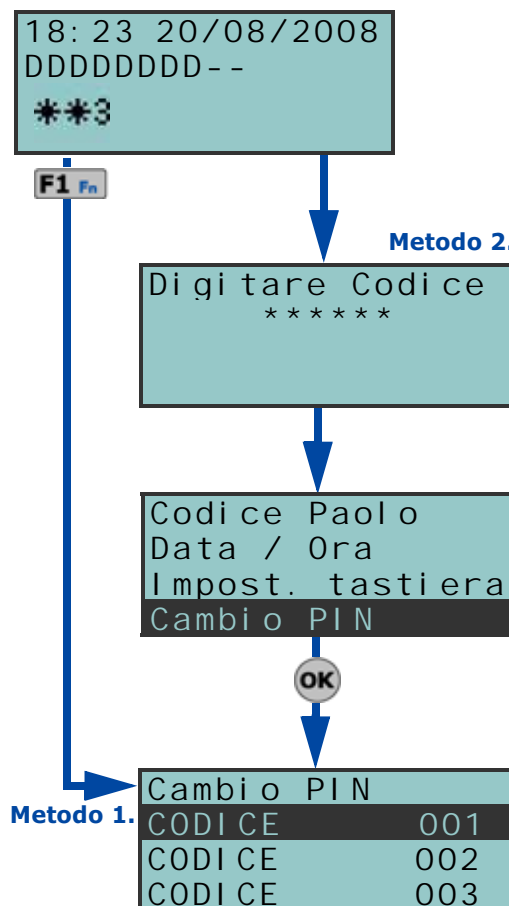 18:23 20/08/2008
DDDDDDDD--
**3
F1 Fn
Metodo 2.
Digitare Codice
******
Codice Paolo
Data / Ora
Impost. tastiera
Cambio PIN
OK
Cambio PIN
Metodo 1.
CODICE 001
CODICE 002
CODICE 003